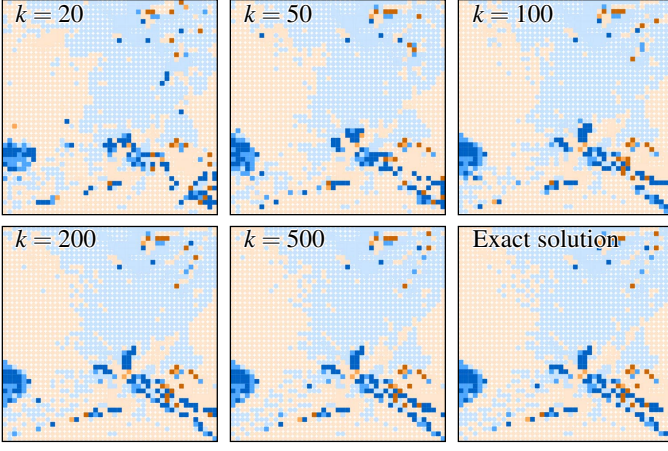 k = 20
k = 50
k = 100
k = 200
k = 500
Exact solution